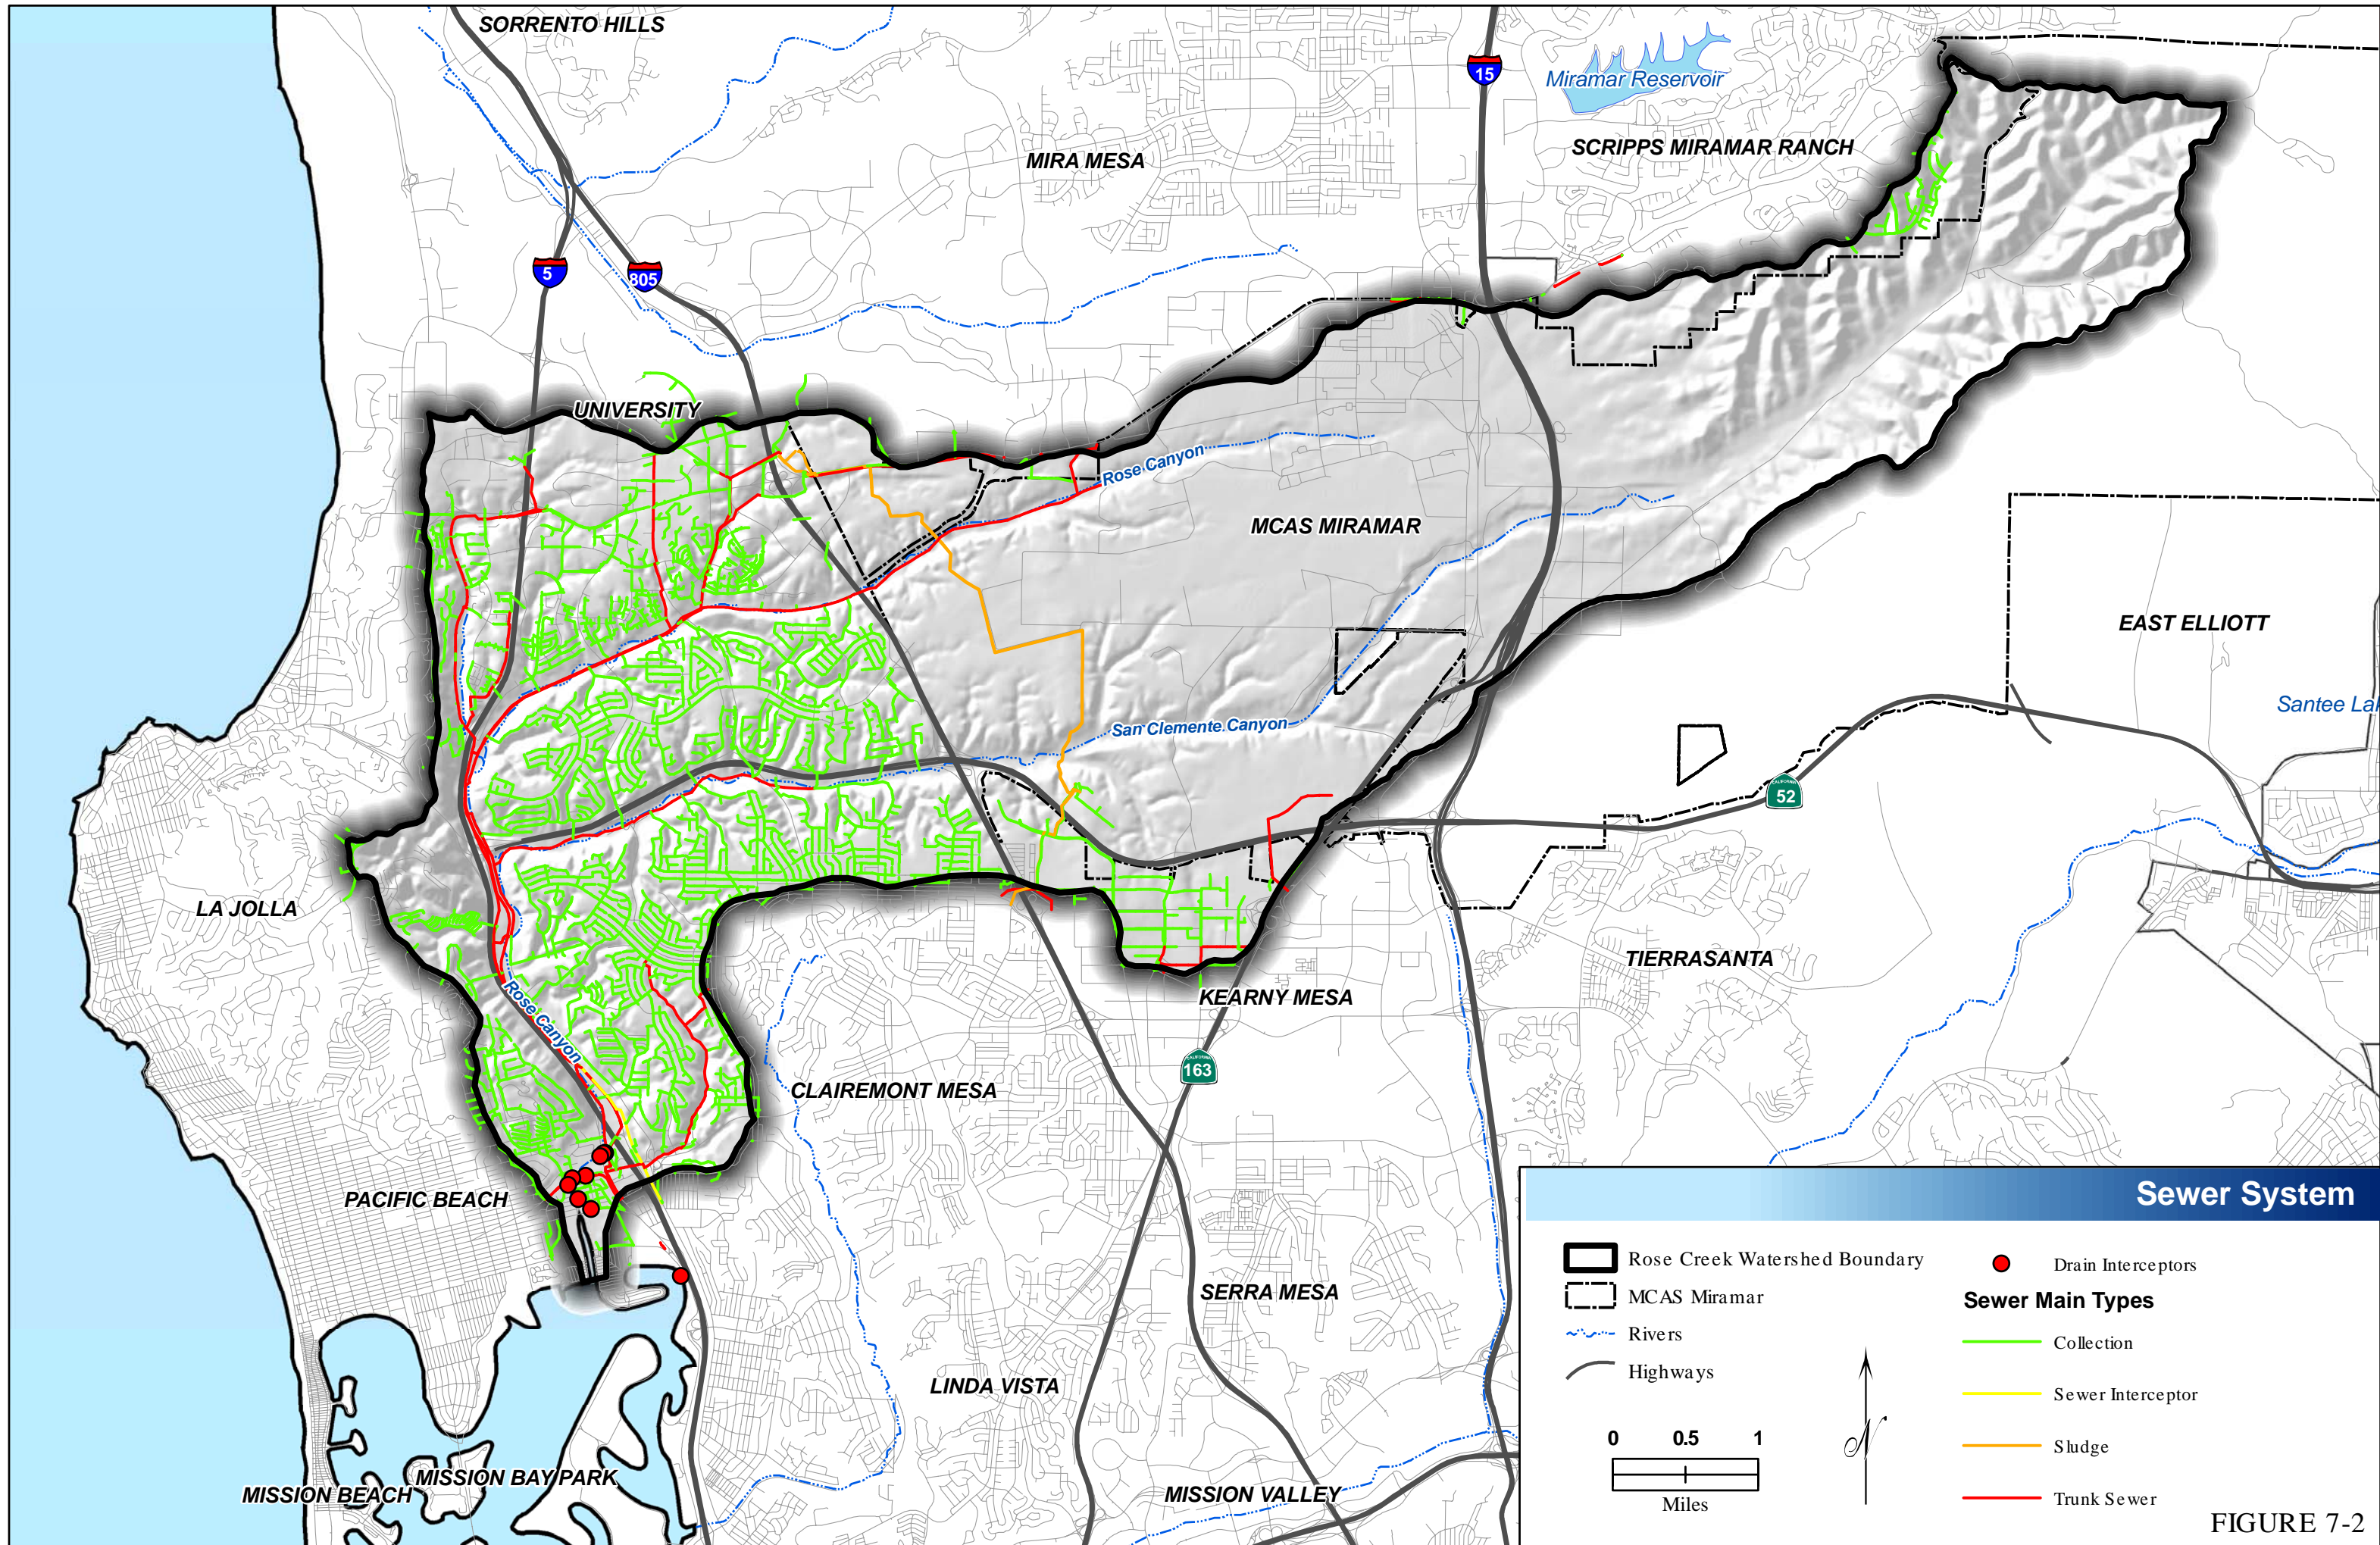 SORRENTO HILLS
15
Miramar Reservoir
MIRA MESA
SCRIPPS MIRAMAR RANCH
5
805
UNIVERSITY
Rose Canyon
MCAS MIRAMAR
EAST ELLIOTT
Santee Lak
San Clemente Canyon
52
LA JOLLA
TIERRASANTA
Rose Canyon
KEARNY MESA
163
CLAIREMONT MESA
PACIFIC BEACH
SERRA MESA
LINDA VISTA
MISSION BAY PARK
MISSION BEACH
MISSION VALLEY
Sewer System
Rose Creek Watershed Boundary
MCAS Miramar
Rivers
Highways
0 0.5 1
Miles
N
Drain Interceptors
Sewer Main Types
Collection
Sewer Interceptor
Sludge
Trunk Sewer
FIGURE 7-2